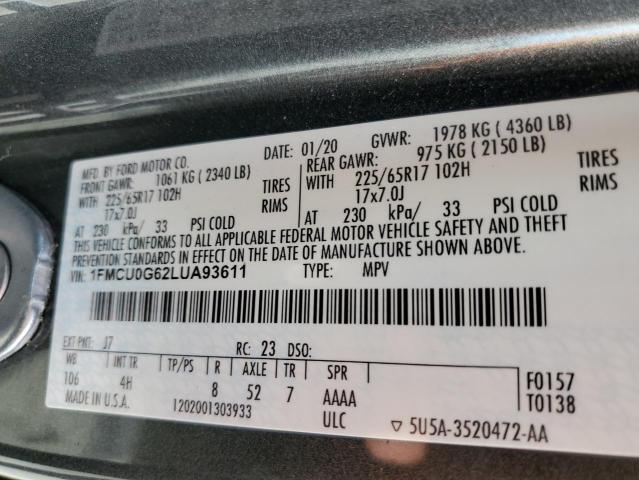 MFD. BY FORD MOTOR CO.
DATE: 01/20 GVWR: 1978 KG ( 4360 LB)
FRONT GAWR: 1061 KG ( 2340 LB)
REAR GAWR: 975 KG ( 2150 LB)
WITH 225/65R17 102H TIRES
WITH 225/65R17 102H TIRES
17x7.0J RIMS
17x7.0J RIMS
AT 230 kPa/ 33 PSI COLD
AT 230 kPa/ 33 PSI COLD
THIS VEHICLE CONFORMS TO ALL APPLICABLE FEDERAL MOTOR VEHICLE SAFETY AND THEFT
PREVENTION STANDARDS IN EFFECT ON THE DATE OF MANUFACTURE SHOWN ABOVE.
VIN: 1FMCU0G62LUA93611 TYPE: MPV
EXT PNT: J7 RC: 23 DSO:
WB INT TR TP/PS R AXLE TR SPR
106 4H 8 52 7 AAAA
F0157
T0138
MADE IN U.S.A. 1202001303933 ULC
▽ 5U5A-3520472-AA